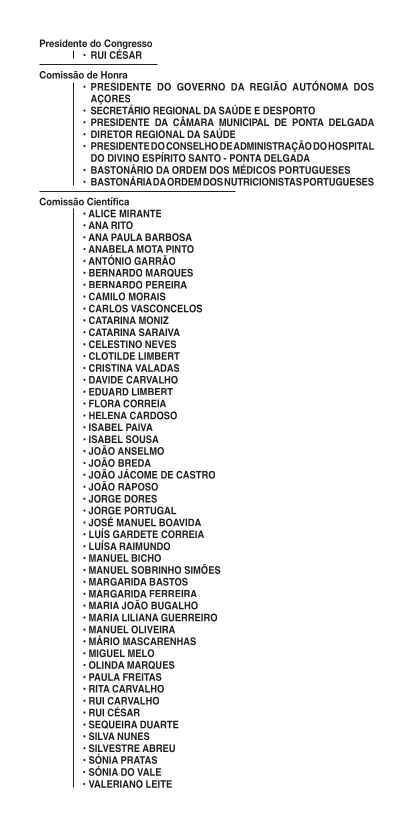 Presidente do Congresso
• RUI CÉSAR
Comissão de Honra
• PRESIDENTE DO GOVERNO DA REGIÃO AUTÓNOMA DOS
AÇORES
• SECRETÁRIO REGIONAL DA SAÚDE E DESPORTO
• PRESIDENTE DA CÂMARA MUNICIPAL DE PONTA DELGADA
• DIRETOR REGIONAL DA SAÚDE
• PRESIDENTE DO CONSELHO DE ADMINISTRAÇÃO DO HOSPITAL
DO DIVINO ESPÍRITO SANTO - PONTA DELGADA
• BASTONÁRIO DA ORDEM DOS MÉDICOS PORTUGUESES
• BASTONÁRIA DA ORDEM DOS NUTRICIONISTAS PORTUGUESES
Comissão Científica
• ALICE MIRANTE
• ANA RITO
• ANA PAULA BARBOSA
• ANABELA MOTA PINTO
• ANTÓNIO GARRÃO
• BERNARDO MARQUES
• BERNARDO PEREIRA
• CAMILO MORAIS
• CARLOS VASCONCELOS
• CATARINA MONIZ
• CATARINA SARAIVA
• CELESTINO NEVES
• CLOTILDE LIMBERT
• CRISTINA VALADAS
• DAVIDE CARVALHO
• EDUARD LIMBERT
• FLORA CORREIA
• HELENA CARDOSO
• ISABEL PAIVA
• ISABEL SOUSA
• JOÃO ANSELMO
• JOÃO BREDA
• JOÃO JÁCOME DE CASTRO
• JOÃO RAPOSO
• JORGE DORES
• JORGE PORTUGAL
• JOSÉ MANUEL BOAVIDA
• LUÍS GARDETE CORREIA
• LUÍSA RAIMUNDO
• MANUEL BICHO
• MANUEL SOBRINHO SIMÕES
• MARGARIDA BASTOS
• MARGARIDA FERREIRA
• MARIA JOÃO BUGALHO
• MARIA LILIANA GUERREIRO
• MANUEL OLIVEIRA
• MÁRIO MASCARENHAS
• MIGUEL MELO
• OLINDA MARQUES
• PAULA FREITAS
• RITA CARVALHO
• RUI CARVALHO
• RUI CÉSAR
• SEQUEIRA DUARTE
• SILVA NUNES
• SILVESTRE ABREU
• SÓNIA PRATAS
• SÓNIA DO VALE
• VALERIANO LEITE